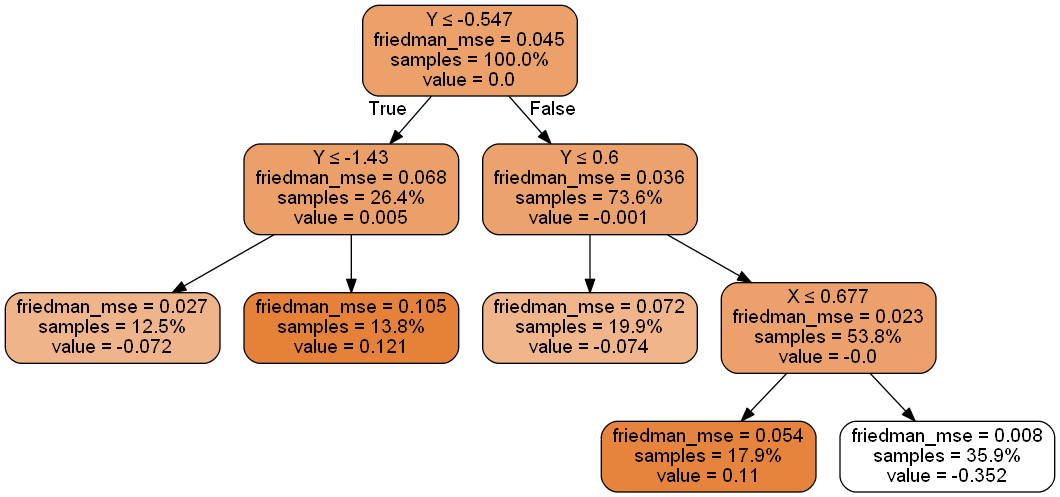 Y ≤ -0.547
friedman_mse = 0.045
samples = 100.0%
value = 0.0
True
False
Y ≤ -1.43
friedman_mse = 0.068
samples = 26.4%
value = 0.005
Y ≤ 0.6
friedman_mse = 0.036
samples = 73.6%
value = -0.001
friedman_mse = 0.027
samples = 12.5%
value = -0.072
friedman_mse = 0.105
samples = 13.8%
value = 0.121
friedman_mse = 0.072
samples = 19.9%
value = -0.074
X ≤ 0.677
friedman_mse = 0.023
samples = 53.8%
value = -0.0
friedman_mse = 0.054
samples = 17.9%
value = 0.11
friedman_mse = 0.008
samples = 35.9%
value = -0.352